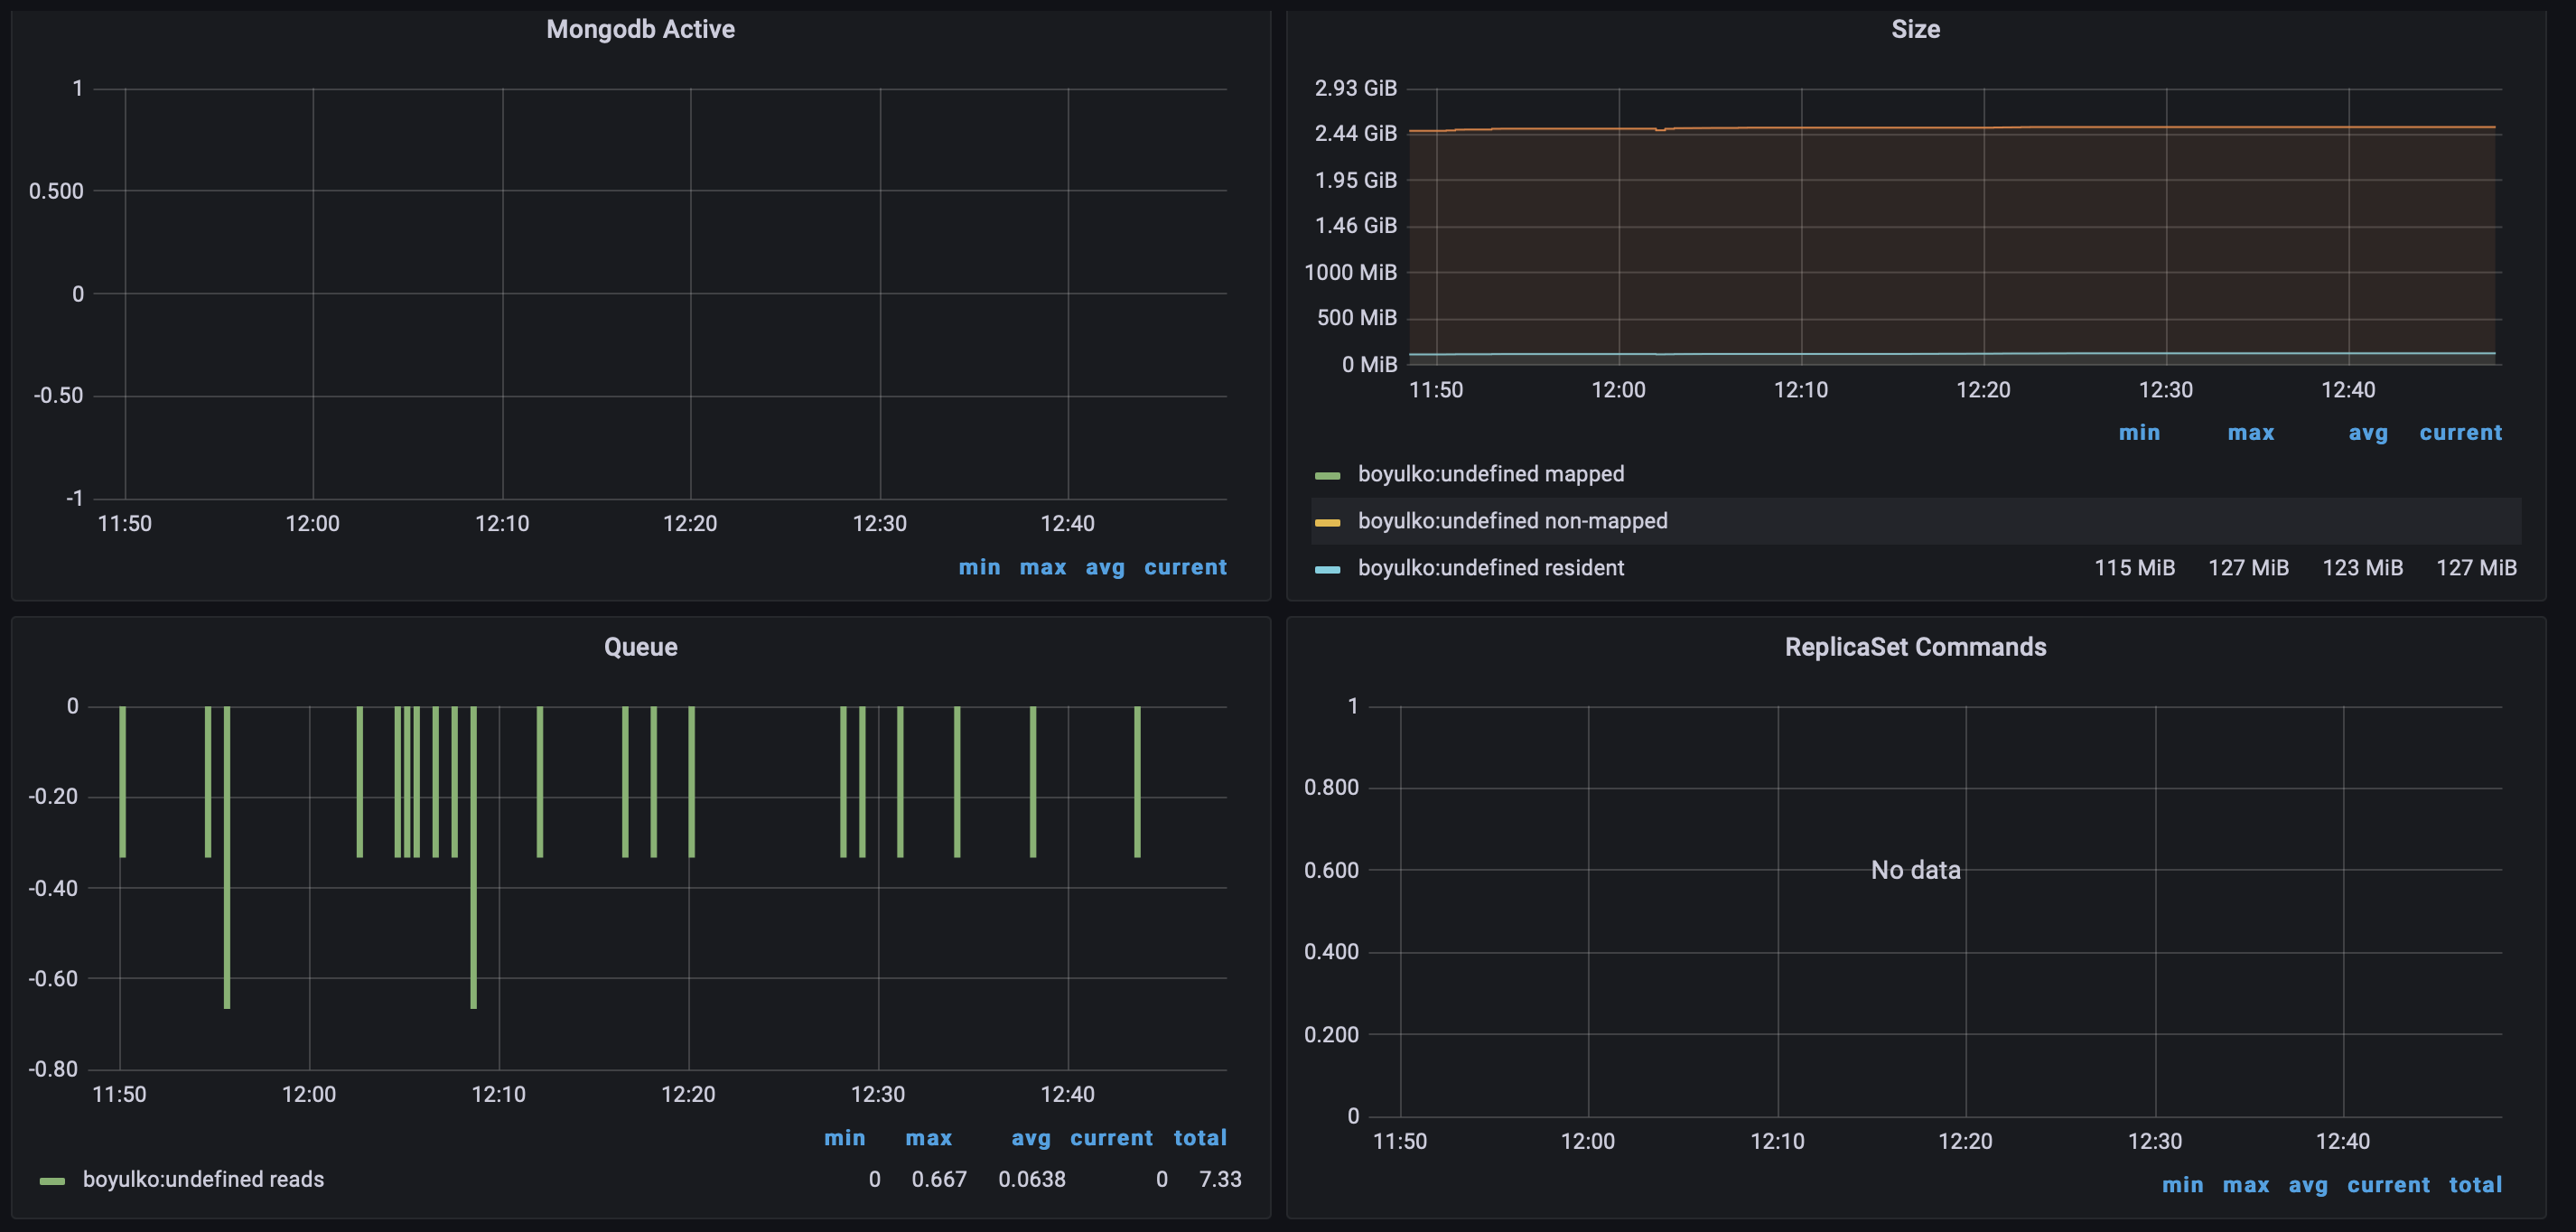 Mongodb Active
1
0.500
0
-0.50
-1
11:50 12:00 12:10 12:20 12:30 12:40
min max avg current
Size
2.93 GiB
2.44 GiB
1.95 GiB
1.46 GiB
1000 MiB
500 MiB
0 MiB
11:50 12:00 12:10 12:20 12:30 12:40
min max avg current
boyulko:undefined mapped
boyulko:undefined non-mapped
boyulko:undefined resident 115 MiB 127 MiB 123 MiB 127 MiB
Queue
0
-0.20
-0.40
-0.60
-0.80
11:50 12:00 12:10 12:20 12:30 12:40
min max avg current total
boyulko:undefined reads 0 0.667 0.0638 0 7.33
ReplicaSet Commands
1
0.800
0.600
No data
0.400
0.200
0
11:50 12:00 12:10 12:20 12:30 12:40
min max avg current total